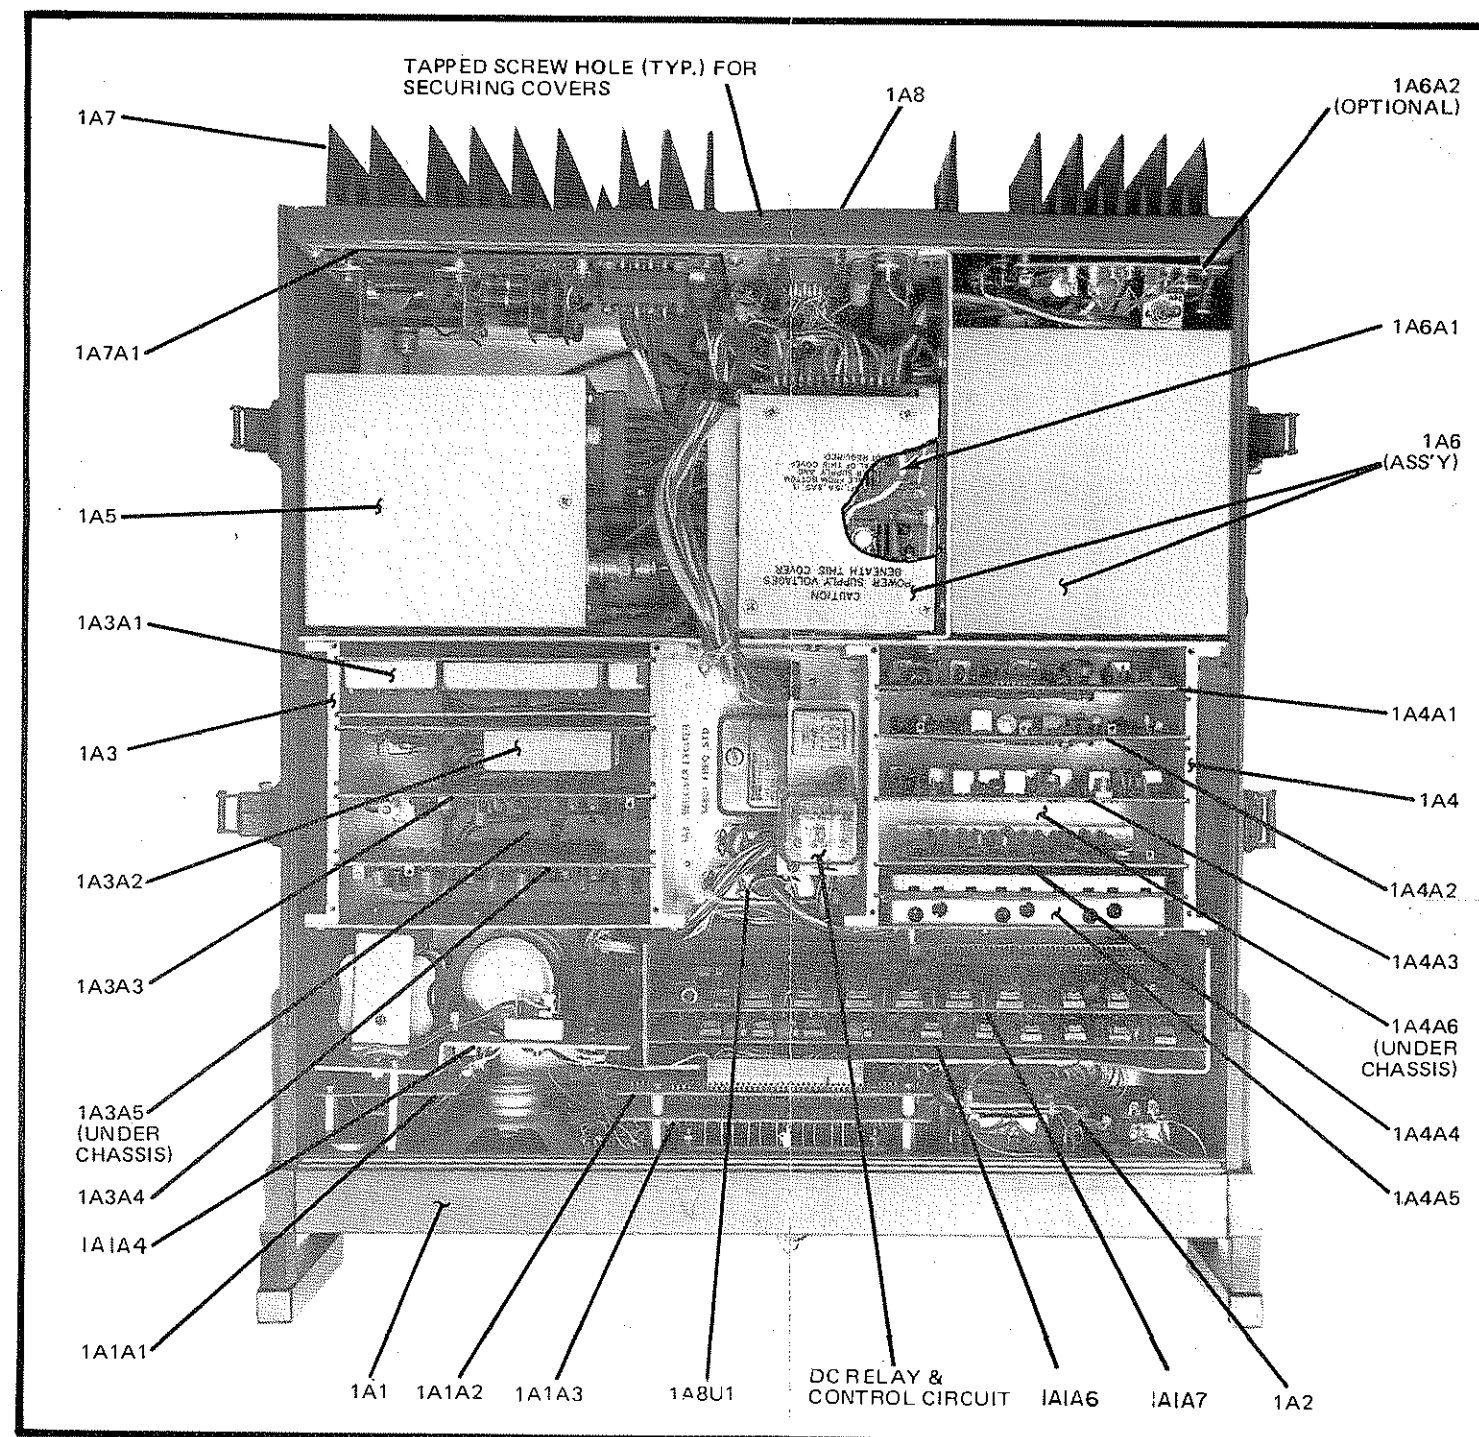 TAPPED SCREW HOLE (TYP.) FOR
SECURING COVERS
1A7
1A8
1A6A2
(OPTIONAL)
1A7A1
1A6A1
1A6
(ASS'Y)
1A5
CAUTION
POWER SUPPLY VOLTAGES
BENEATH THIS COVER
1A3A1
1A3
1A3A2
1A3A3
1A3A5
(UNDER
CHASSIS)
1A3A4
1A1A4
1A1A1
1A4A1
1A4
1A4A2
1A4A3
1A4A6
(UNDER
CHASSIS)
1A4A4
1A4A5
1A1
1A1A2
1A1A3
1A8U1
DC RELAY &
CONTROL CIRCUIT
1A1A6
1A1A7
1A2